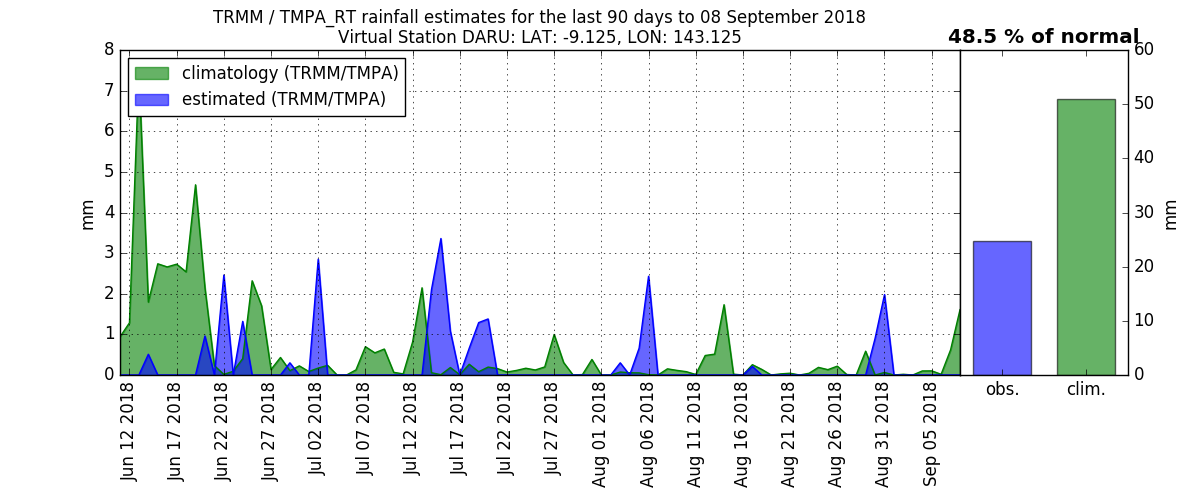 TRMM / TMPA_RT rainfall estimates for the last 90 days to 08 September 2018
Virtual Station DARU: LAT: -9.125, LON: 143.125
48.5 % of normal
climatology (TRMM/TMPA)
estimated (TRMM/TMPA)
8
7
6
5
4
3
2
1
0
mm
Jun 12 2018
Jun 17 2018
Jun 22 2018
Jun 27 2018
Jul 02 2018
Jul 07 2018
Jul 12 2018
Jul 17 2018
Jul 22 2018
Jul 27 2018
Aug 01 2018
Aug 06 2018
Aug 11 2018
Aug 16 2018
Aug 21 2018
Aug 26 2018
Aug 31 2018
Sep 05 2018
obs.
clim.
60
50
40
30
20
10
0
mm